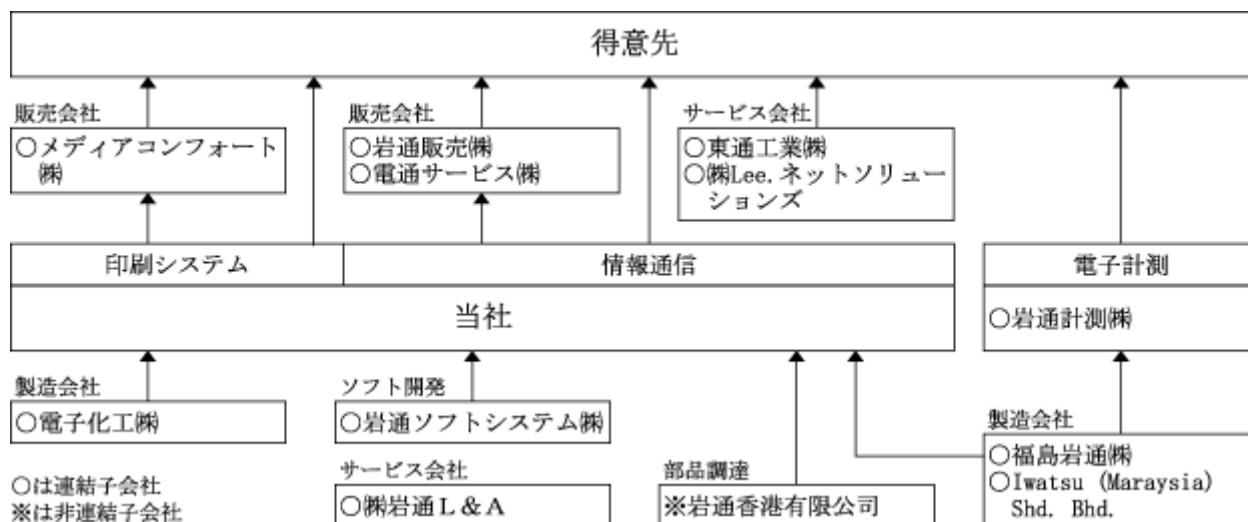 得意先
販売会社
○メディアコンフォート
㈱
販売会社
○岩通販売㈱
○電通サービス㈱
サービス会社
○東通工業㈱
○㈱Lee.ネットソリュー
ションズ
印刷システム
情報通信
電子計測
当社
○岩通計測㈱
製造会社
○電子化工㈱
ソフト開発
○岩通ソフトシステム㈱
製造会社
○福島岩通㈱
○Iwatsu (Maraysia)
Shd. Bhd.
サービス会社
○㈱岩通L＆A
部品調達
※岩通香港有限公司
○は連結子会社
※は非連結子会社